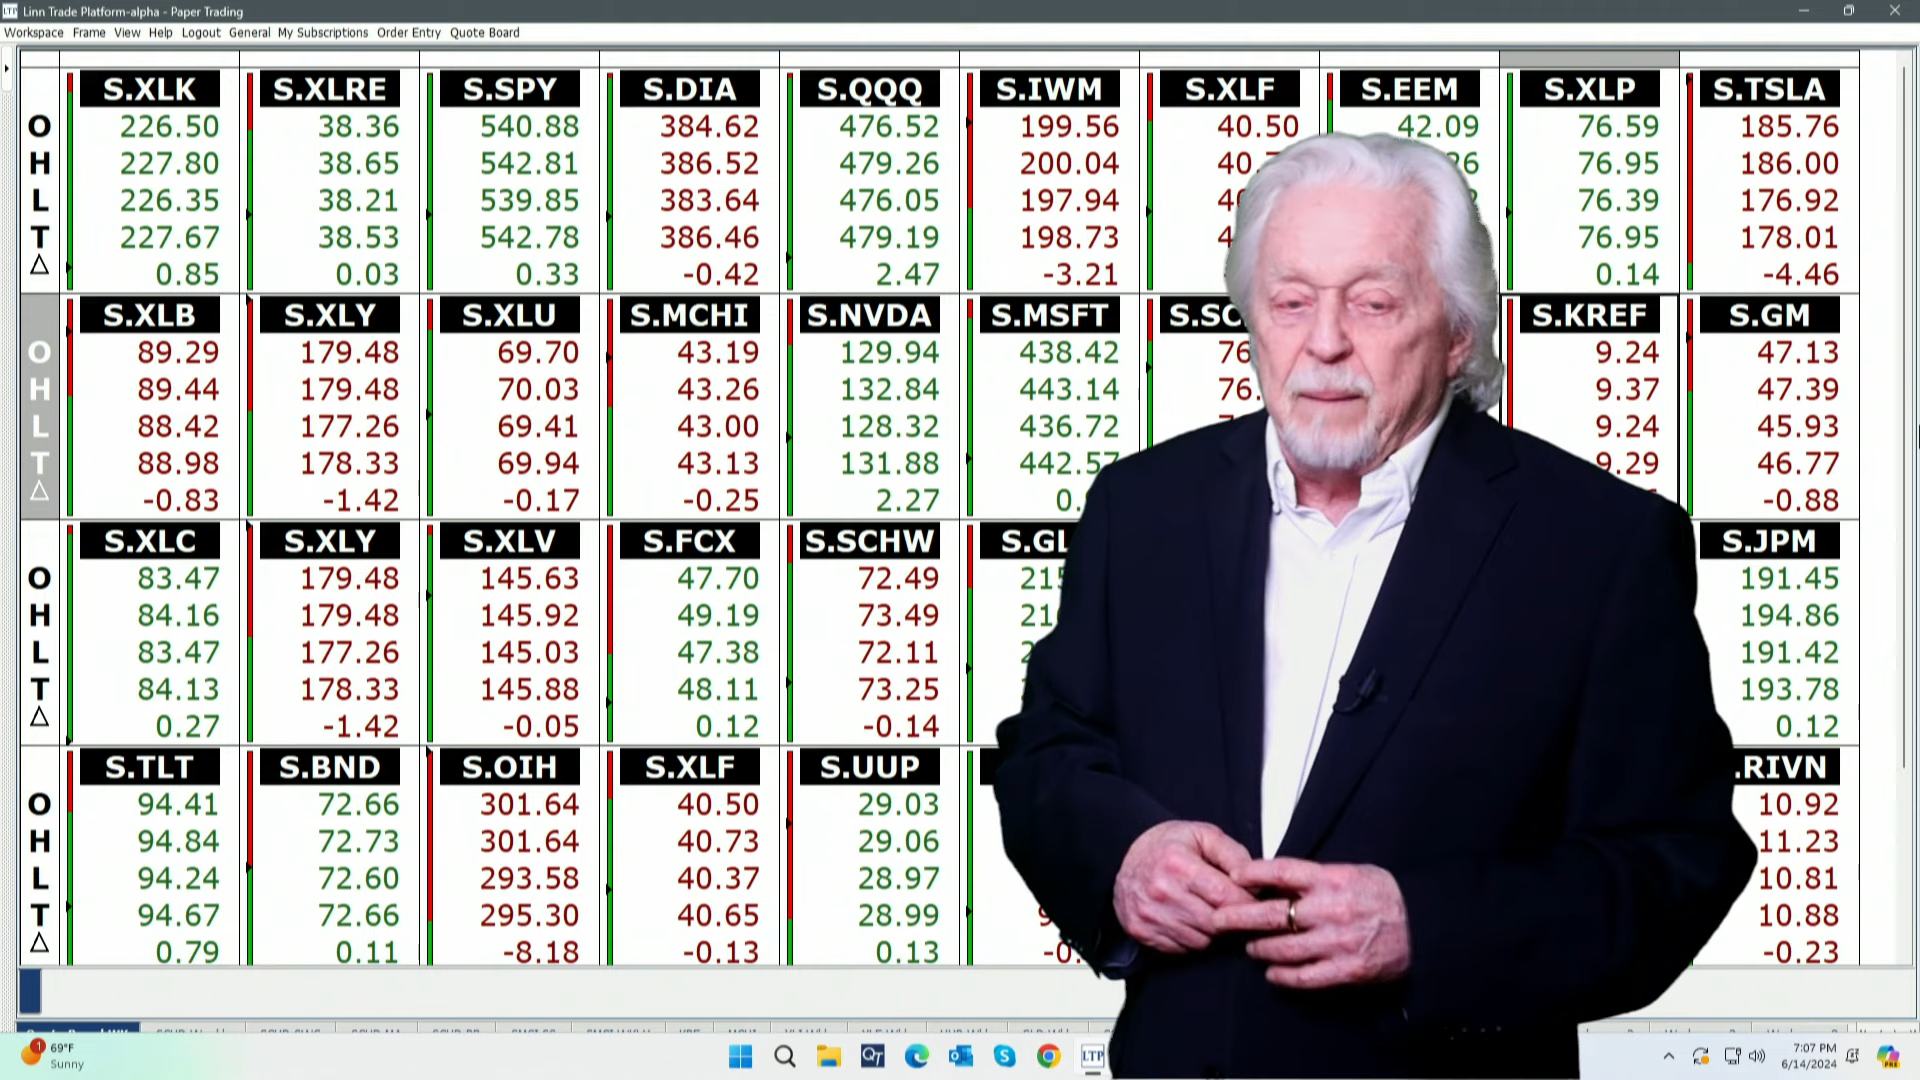 LTP Linn Trade Platform-alpha - Paper Trading
Workspace Frame View Help Logout General My Subscriptions Order Entry Quote Board
S.XLK S.XLRE S.SPY S.DIA S.QQQ S.IWM S.XLF S.EEM S.XLP S.TSLA
O 226.50 38.36 540.88 384.62 476.52 199.56 40.50 42.09 76.59 185.76
H 227.80 38.65 542.81 386.52 479.26 200.04 76.95 186.00
L 226.35 38.21 539.85 383.64 476.05 197.94 76.39 176.92
T 227.67 38.53 542.78 386.46 479.19 198.73 76.95 178.01
△ 0.85 0.03 0.33 -0.42 2.47 -3.21 0.14 -4.46
S.XLB S.XLY S.XLU S.MCHI S.NVDA S.MSFT S.KREF S.GM
O 89.29 179.48 69.70 43.19 129.94 438.42 9.24 47.13
H 89.44 179.48 70.03 43.26 132.84 443.14 9.37 47.39
L 88.42 177.26 69.41 43.00 128.32 436.72 9.24 45.93
T 88.98 178.33 69.94 43.13 131.88 442.57 9.29 46.77
△ -0.83 -1.42 -0.17 -0.25 2.27 -0.88
S.XLC S.XLY S.XLV S.FCX S.SCHW S.JPM
O 83.47 179.48 145.63 47.70 72.49 191.45
H 84.16 179.48 145.92 49.19 73.49 194.86
L 83.47 177.26 145.03 47.38 72.11 191.42
T 84.13 178.33 145.88 48.11 73.25 193.78
△ 0.27 -1.42 -0.05 0.12 -0.14 0.12
S.TLT S.BND S.OIH S.XLF S.UUP .RIVN
O 94.41 72.66 301.64 40.50 29.03 10.92
H 94.84 72.73 301.64 40.73 29.06 11.23
L 94.24 72.60 293.58 40.37 28.97 10.81
T 94.67 72.66 295.30 40.65 28.99 10.88
△ 0.79 0.11 -8.18 -0.13 0.13 -0.23
1 69°F
Sunny
QT LTP
7:07 PM
6/14/2024